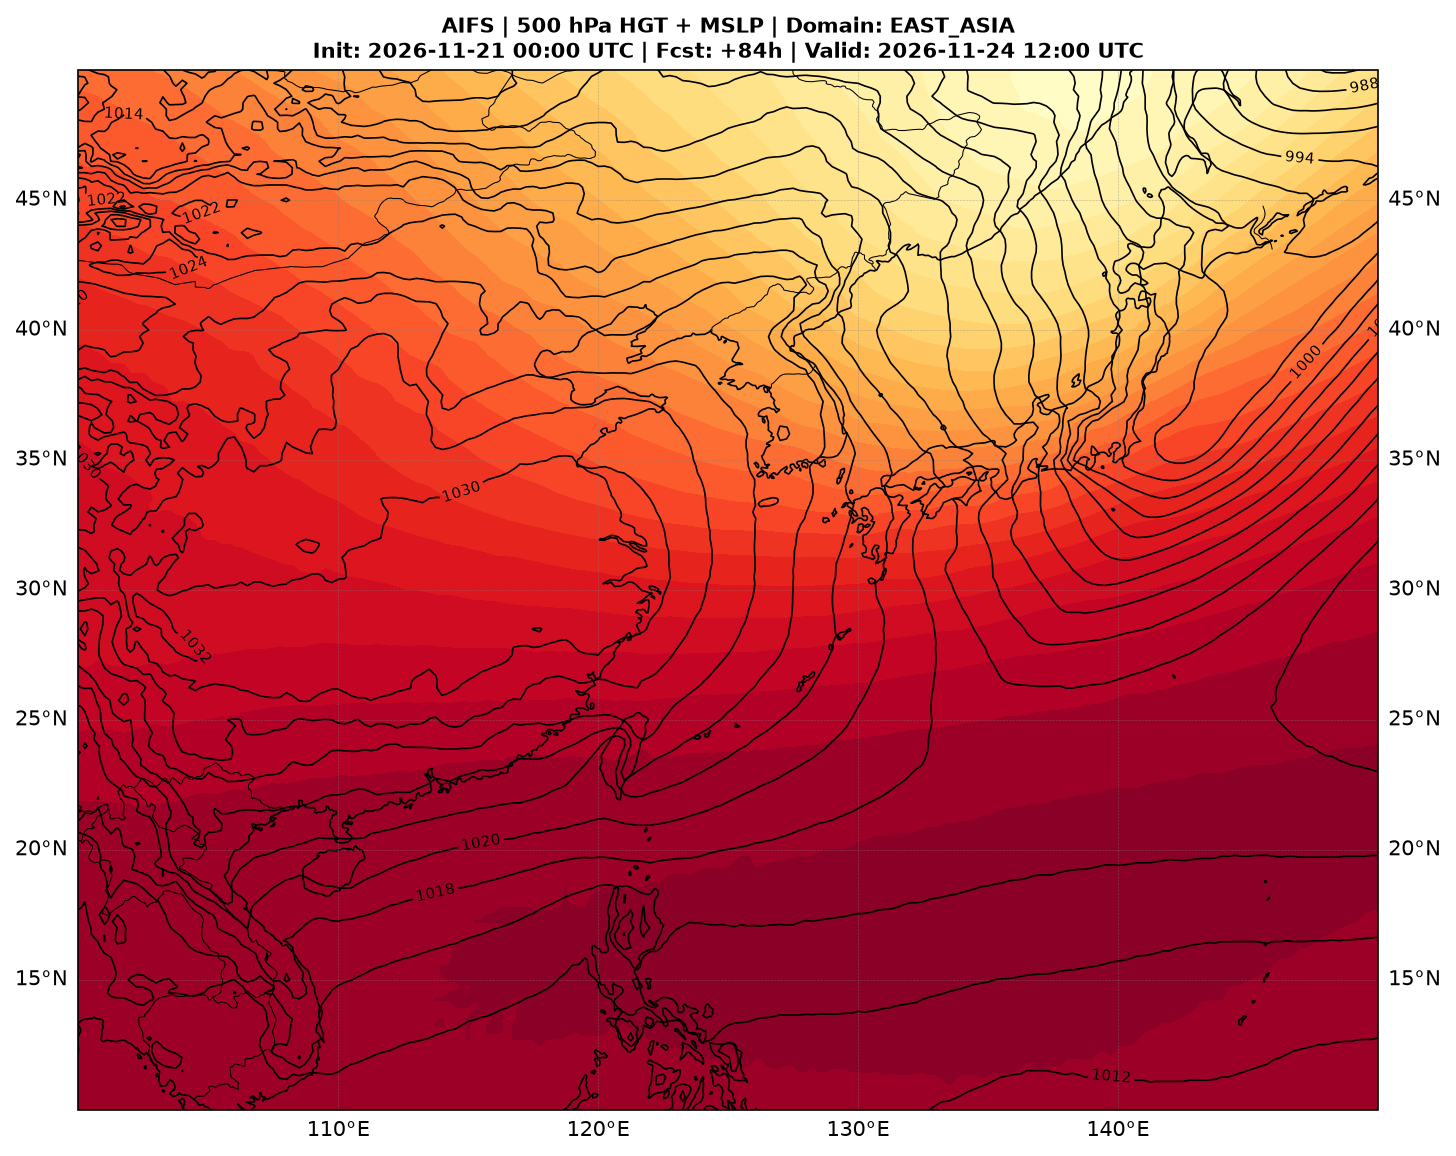 AIFS | 500 hPa HGT + MSLP | Domain: EAST_ASIA
Init: 2026-11-21 00:00 UTC | Fcst: +84h | Valid: 2026-11-24 12:00 UTC
988
1014
994
45°N
1022
1022
45°N
1024
40°N
40°N
1000
35°N
1030
1030
35°N
30°N
30°N
1032
25°N
25°N
20°N
1020
20°N
1018
15°N
15°N
1012
110°E
120°E
130°E
140°E